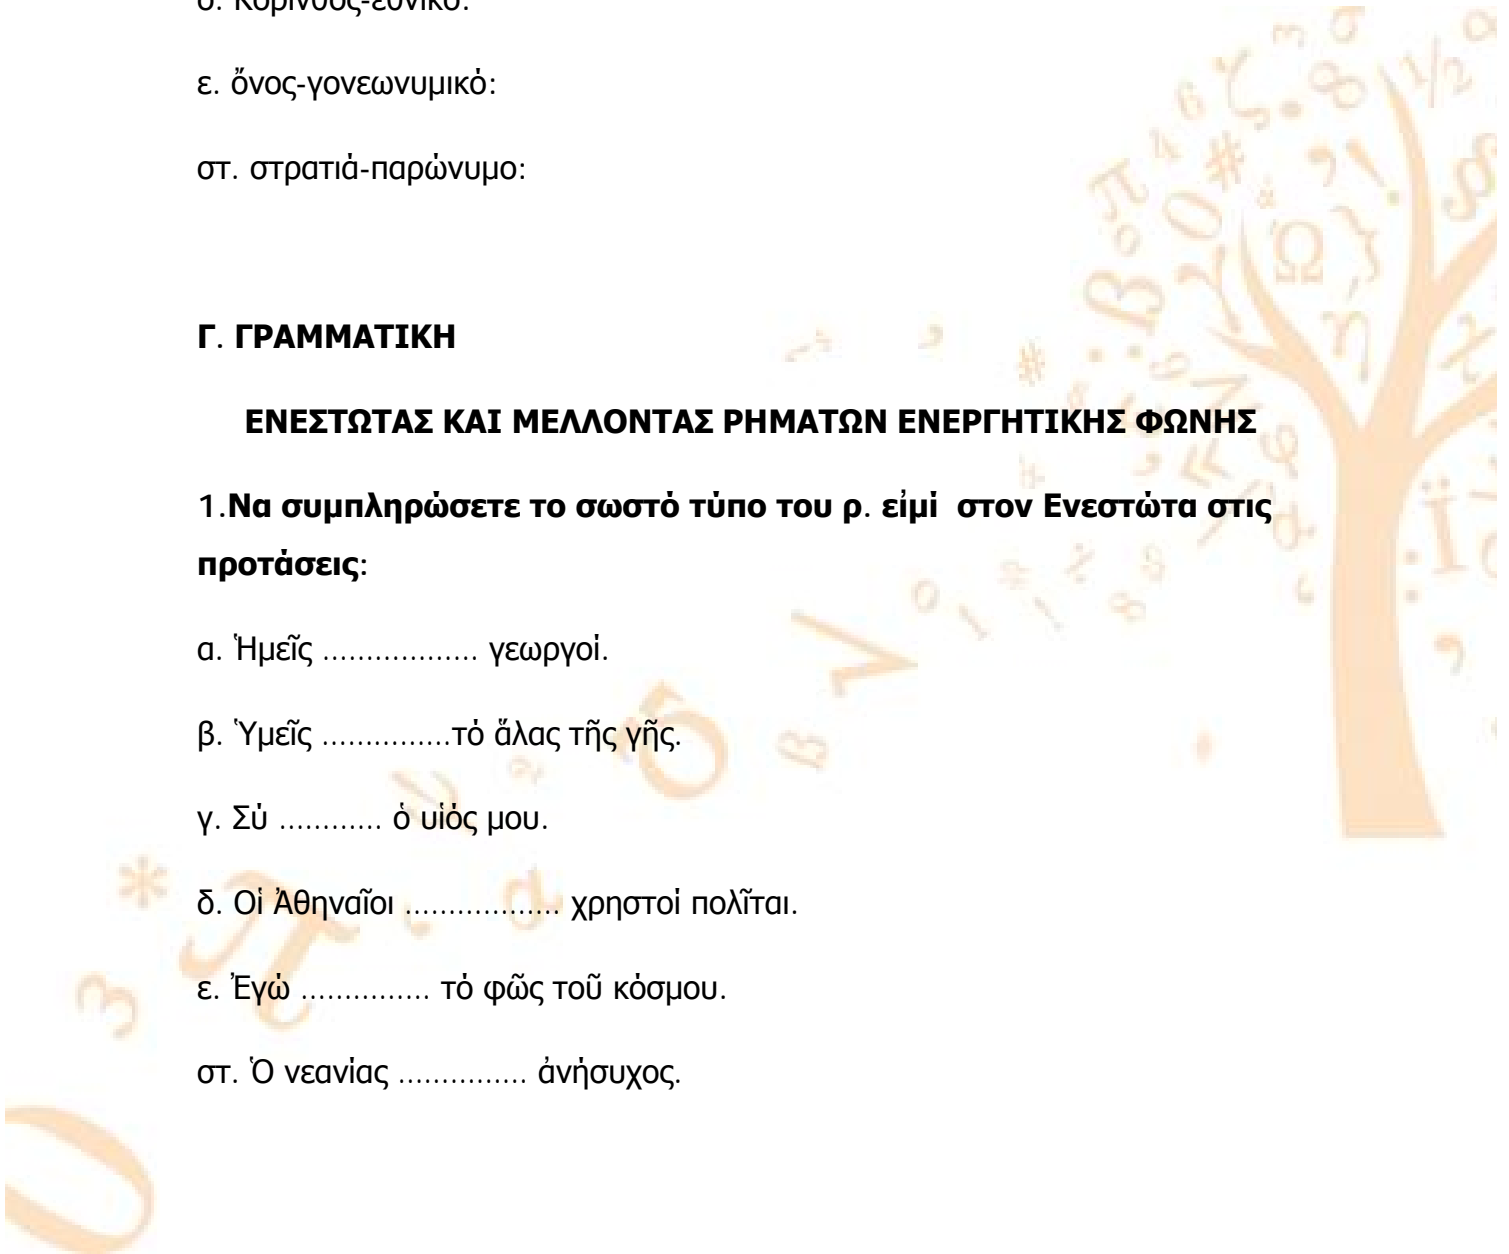 δ. Κόρινθος-εθνικό:
ε. ὄνος-γονεωνυμικό:
στ. στρατιά-παρώνυμο:
Γ. ΓΡΑΜΜΑΤΙΚΗ
ΕΝΕΣΤΩΤΑΣ ΚΑΙ ΜΕΛΛΟΝΤΑΣ ΡΗΜΑΤΩΝ ΕΝΕΡΓΗΤΙΚΗΣ ΦΩΝΗΣ
1.Να συμπληρώσετε το σωστό τύπο του ρ. εἰμί στον Ενεστώτα στις
προτάσεις:
α. Ἡμεῖς .................. γεωργοί.
β. Ὑμεῖς ...............τό ἅλας τῆς γῆς.
γ. Σύ ............ ὁ υἱός μου.
δ. Οἱ Ἀθηναῖοι .................. χρηστοί πολῖται.
ε. Ἐγώ ............... τό φῶς τοῦ κόσμου.
στ. Ὁ νεανίας ............... ἀνήσυχος.